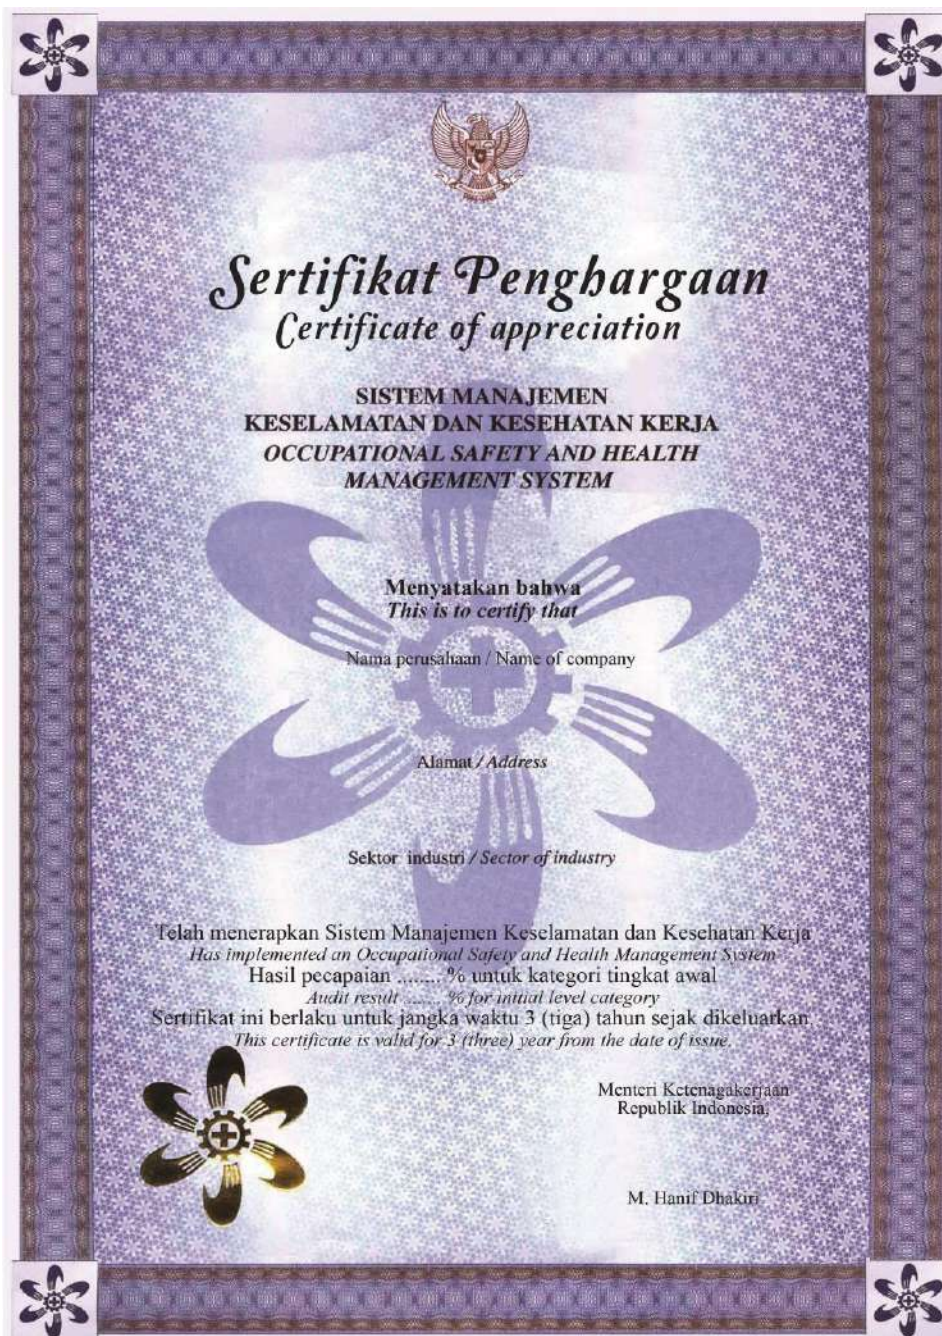 Sertifikat Penghargaan
Certificate of appreciation
SISTEM MANAJEMEN
KESELAMATAN DAN KESEHATAN KERJA
OCCUPATIONAL SAFETY AND HEALTH
MANAGEMENT SYSTEM
Menyatakan bahwa
This is to certify that
Nama perusahaan / Name of company
Alamat / Address
Sektor industri / Sector of industry
Telah menerapkan Sistem Manajemen Keselamatan dan Kesehatan Kerja
Has implemented an Occupational Safety and Health Management System
Hasil pecapaian ........ % untuk kategori tingkat awal
Audit result ........ % for initial level category
Sertifikat ini berlaku untuk jangka waktu 3 (tiga) tahun sejak dikeluarkan
This certificate is valid for 3 (three) year from the date of issue.
Menteri Ketenagakerjaan
Republik Indonesia,
M. Hanif Dhakiri